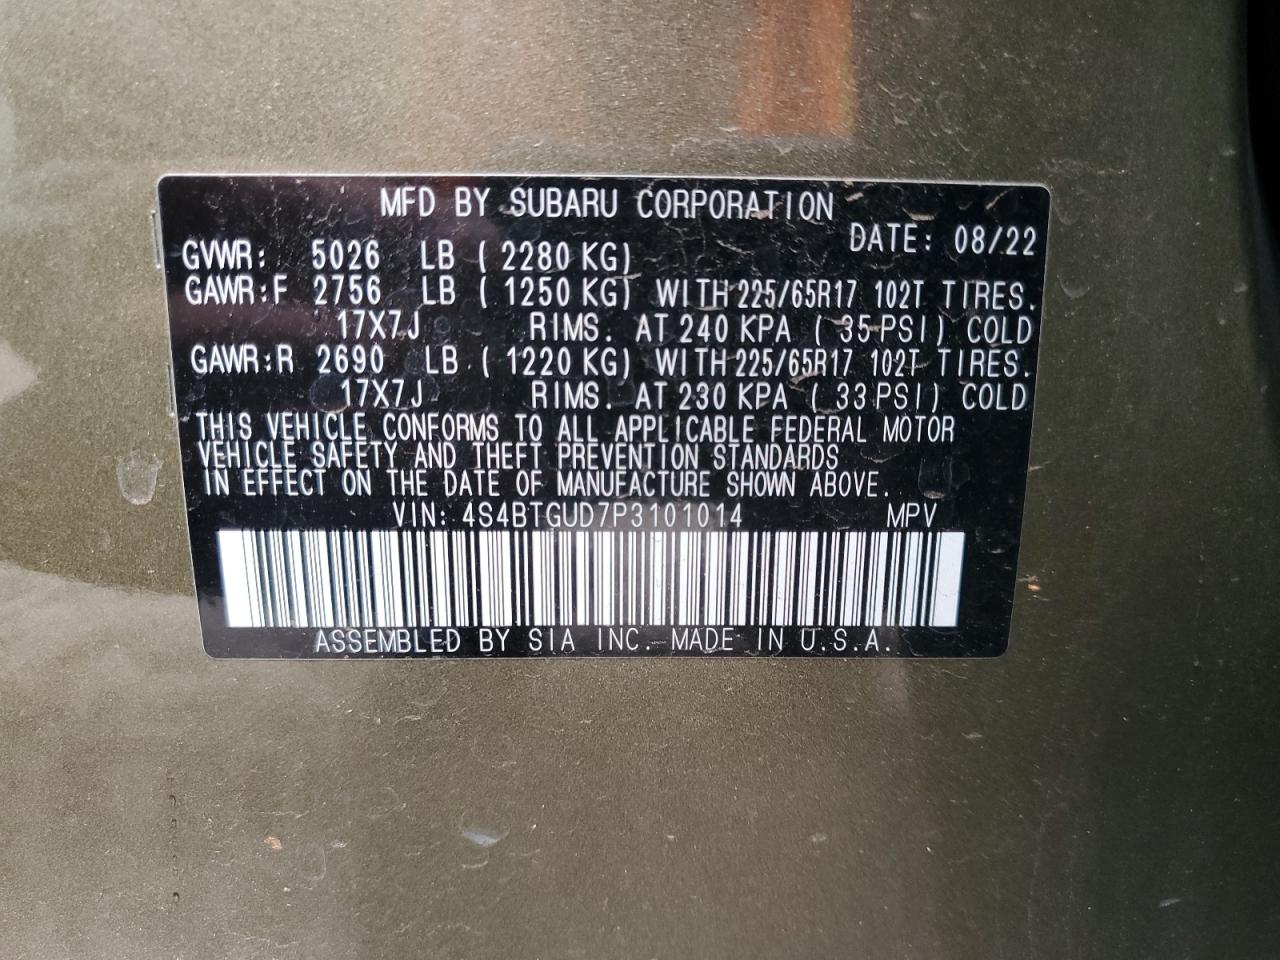 MFD BY SUBARU CORPORATION
DATE: 08/22
GVWR: 5026 LB ( 2280 KG)
GAWR:F 2756 LB ( 1250 KG) WITH 225/65R17 102T TIRES.
17X7J RIMS. AT 240 KPA ( 35 PSI) COLD
GAWR:R 2690 LB ( 1220 KG) WITH 225/65R17 102T TIRES.
17X7J RIMS. AT 230 KPA ( 33 PSI) COLD
THIS VEHICLE CONFORMS TO ALL APPLICABLE FEDERAL MOTOR
VEHICLE SAFETY AND THEFT PREVENTION STANDARDS
IN EFFECT ON THE DATE OF MANUFACTURE SHOWN ABOVE.
VIN: 4S4BTGUD7P3101014 MPV
ASSEMBLED BY SIA INC. MADE IN U.S.A.